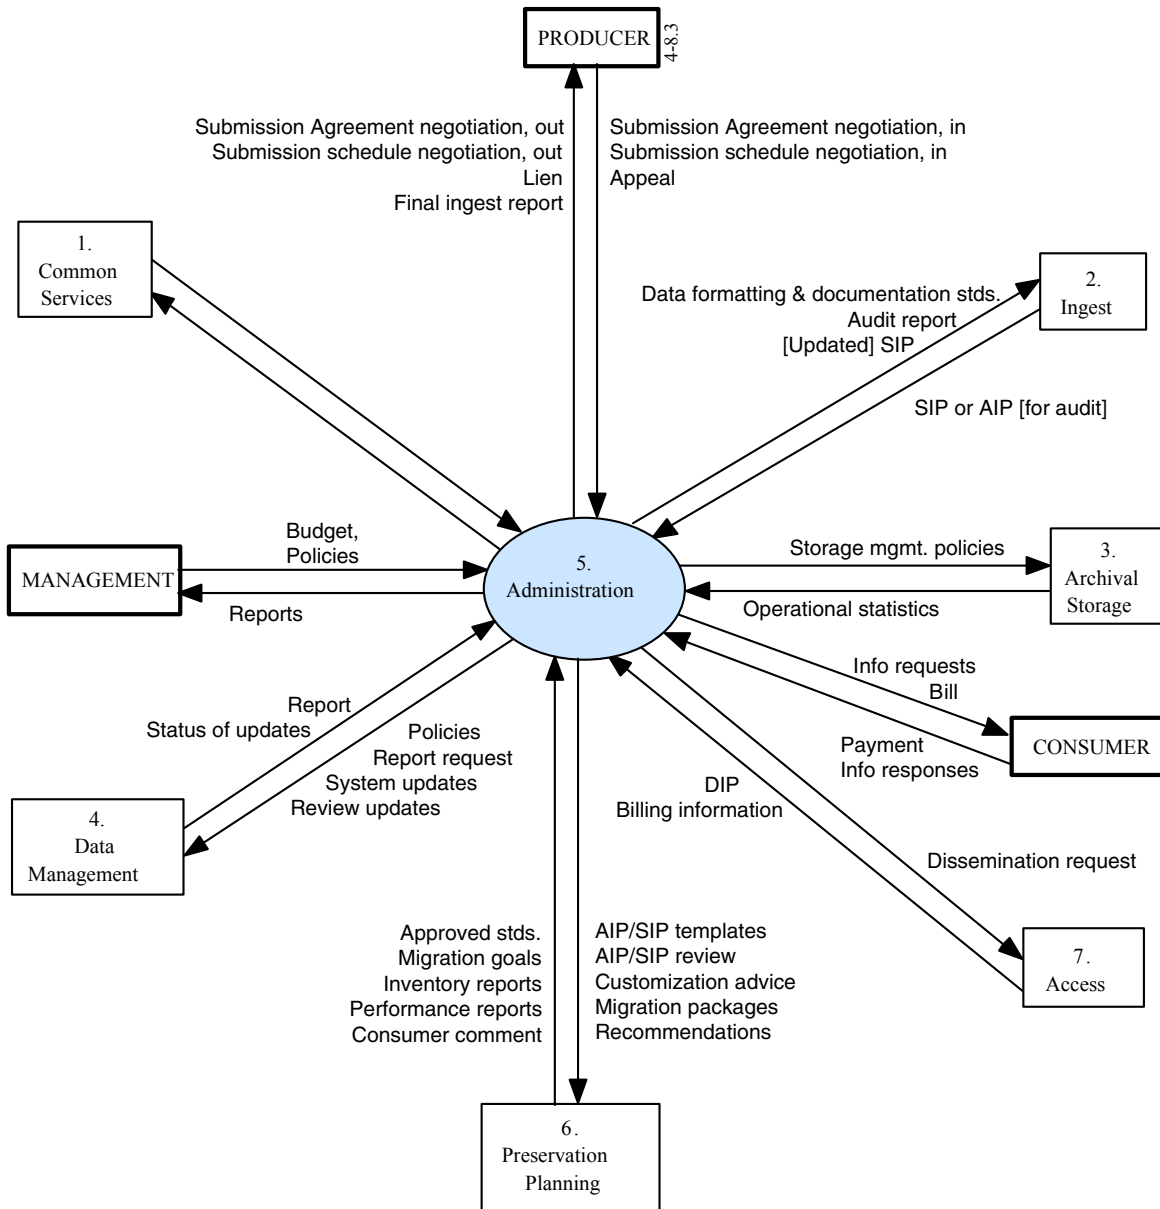 PRODUCER
4-8.3
Submission Agreement negotiation, out
Submission schedule negotiation, out
Lien
Final ingest report
Submission Agreement negotiation, in
Submission schedule negotiation, in
Appeal
1.
Common
Services
2.
Ingest
Data formatting & documentation stds.
Audit report
[Updated] SIP
SIP or AIP [for audit]
MANAGEMENT
Budget,
Policies
Reports
5.
Administration
Storage mgmt. policies
Operational statistics
3.
Archival
Storage
Info requests
Bill
CONSUMER
Payment
Info responses
Report
Status of updates
Policies
Report request
System updates
Review updates
4.
Data
Management
DIP
Billing information
Dissemination request
7.
Access
Approved stds.
Migration goals
Inventory reports
Performance reports
Consumer comment
AIP/SIP templates
AIP/SIP review
Customization advice
Migration packages
Recommendations
6.
Preservation
Planning